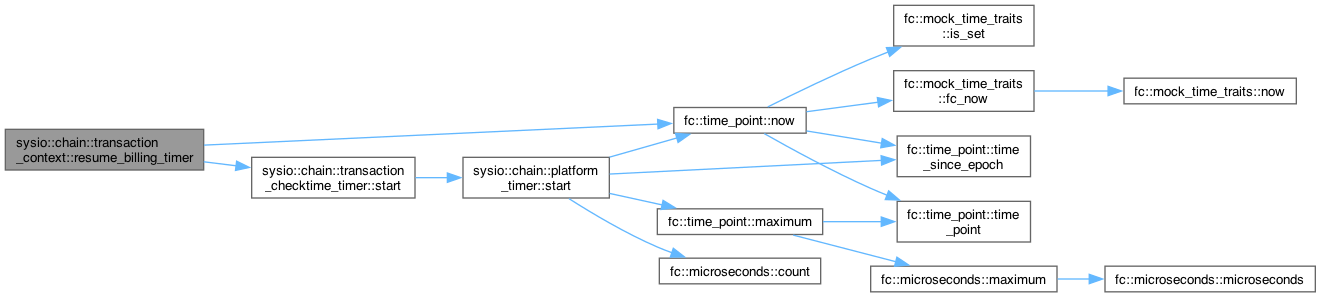 sysio::chain::transaction
_context::resume_billing_timer
sysio::chain::transaction
_checktime_timer::start
sysio::chain::platform
_timer::start
fc::time_point::now
fc::time_point::maximum
fc::microseconds::count
fc::mock_time_traits
::is_set
fc::mock_time_traits
::fc_now
fc::time_point::time
_since_epoch
fc::time_point::time
_point
fc::microseconds::maximum
fc::mock_time_traits::now
fc::microseconds::microseconds